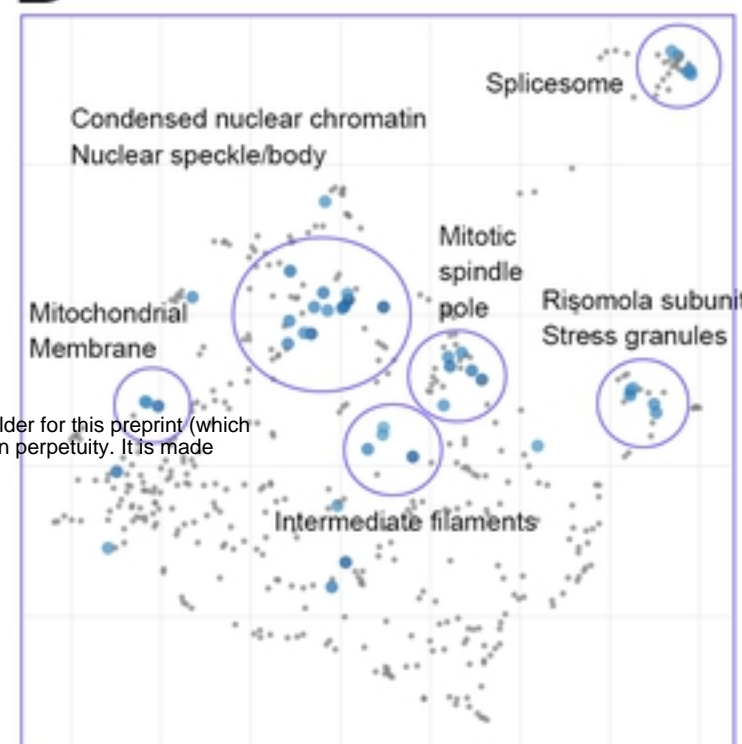 Splicesome
Condensed nuclear chromatin
Nuclear speckle/body
Mitotic
spindle
pole
Risomola subunit
Stress granules
Mitochondrial
Membrane
lder for this preprint (which
n perpetuity. It is made
Intermediate filaments